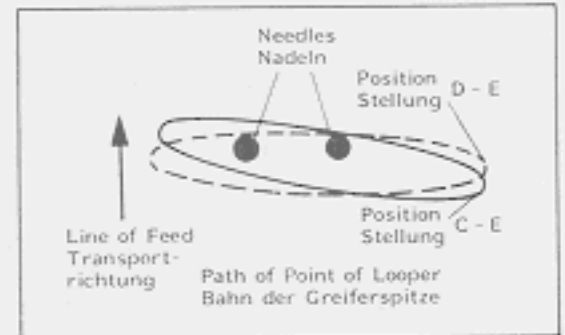 Needles
Nadeln
Position
Stellung D - E
Position
Stellung C - E
Line of Feed
Transport-
richtung
Path of Point of Looper
Bahn der Greiferspitze